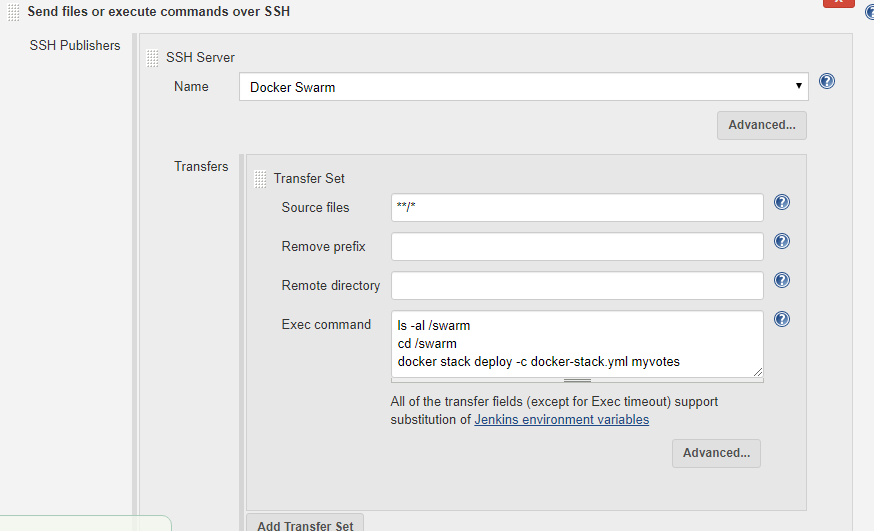 Send files or execute commands over SSH
SSH Publishers
SSH Server
Name
Docker Swarm
Advanced...
Transfers
Transfer Set
Source files
**/*
Remove prefix
Remote directory
Exec command
ls -al /swarm
cd /swarm
docker stack deploy -c docker-stack.yml myvotes
All of the transfer fields (except for Exec timeout) support
substitution of Jenkins environment variables
Advanced...
Add Transfer Set